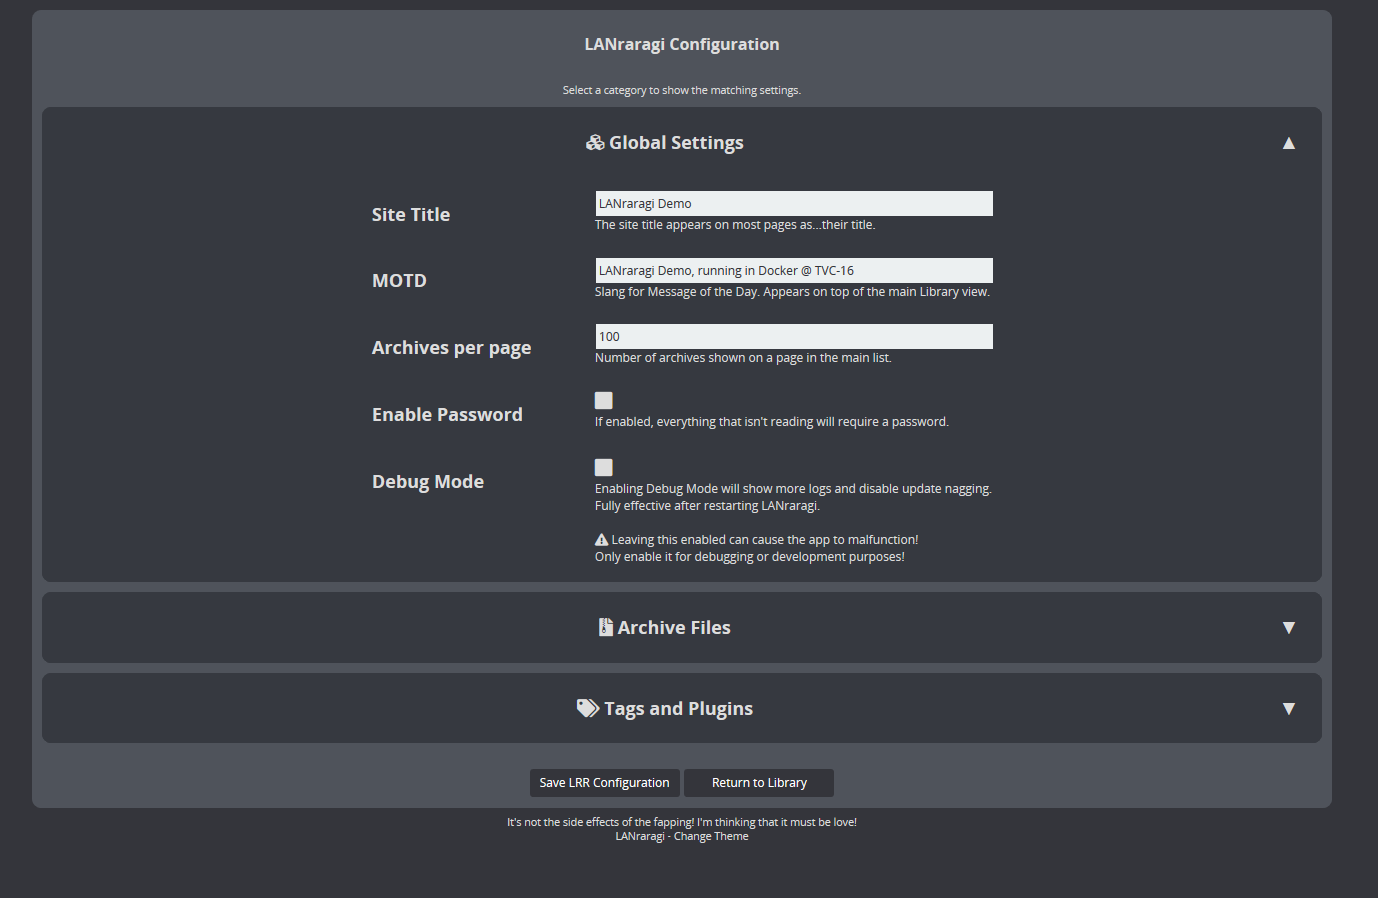 LANraragi Configuration
Select a category to show the matching settings.
Global Settings ▲
Site Title
LANraragi Demo
The site title appears on most pages as...their title.
MOTD
LANraragi Demo, running in Docker @ TVC-16
Slang for Message of the Day. Appears on top of the main Library view.
Archives per page
100
Number of archives shown on a page in the main list.
Enable Password
If enabled, everything that isn't reading will require a password.
Debug Mode
Enabling Debug Mode will show more logs and disable update nagging.
Fully effective after restarting LANraragi.
Leaving this enabled can cause the app to malfunction!
Only enable it for debugging or development purposes!
Archive Files ▼
Tags and Plugins ▼
Save LRR Configuration Return to Library
It's not the side effects of the fapping! I'm thinking that it must be love!
LANraragi - Change Theme